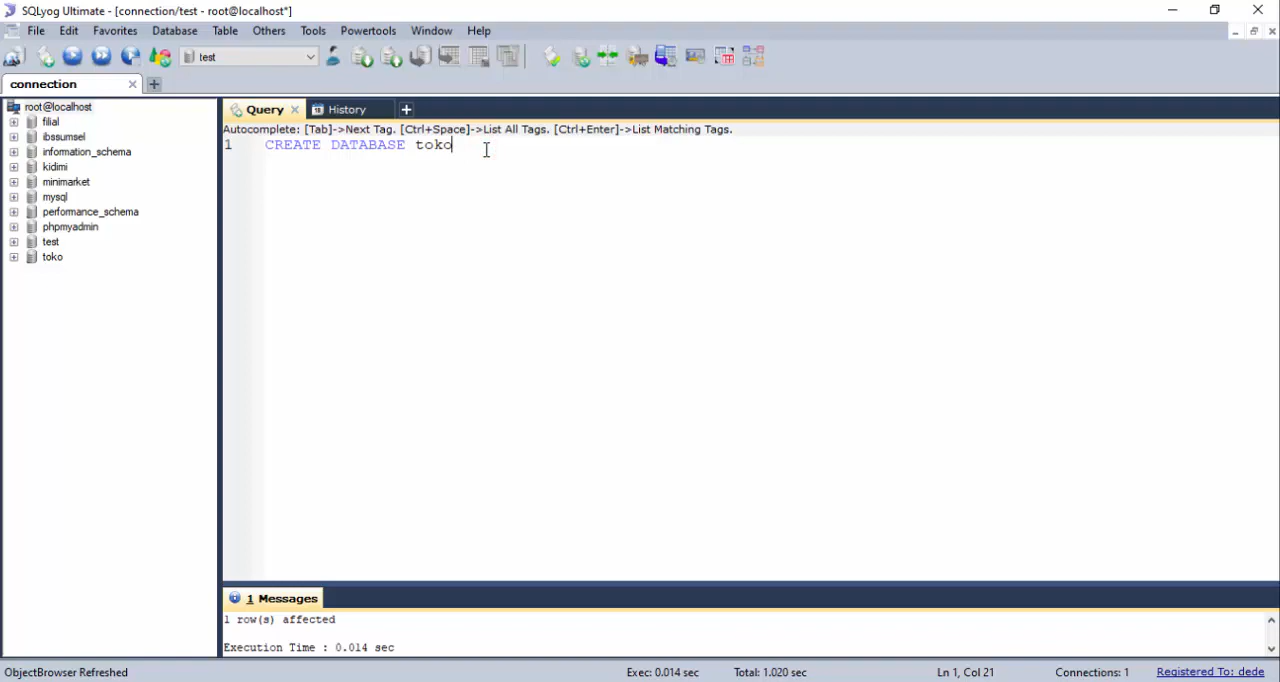 SQLyog Ultimate - [connection/test - root@localhost*]
File Edit Favorites Database Table Others Tools Powertools Window Help
test
connection
root@localhost
filial
ibssumsel
information_schema
kidimi
minimarket
mysql
performance_schema
phpmyadmin
test
toko
Query History
Autocomplete: [Tab]->Next Tag. [Ctrl+Space]->List All Tags. [Ctrl+Enter]->List Matching Tags.
1 CREATE DATABASE toko
1 Messages
1 row(s) affected
Execution Time : 0.014 sec
ObjectBrowser Refreshed Exec: 0.014 sec Total: 1.020 sec Ln 1, Col 21 Connections: 1 Registered To: dede